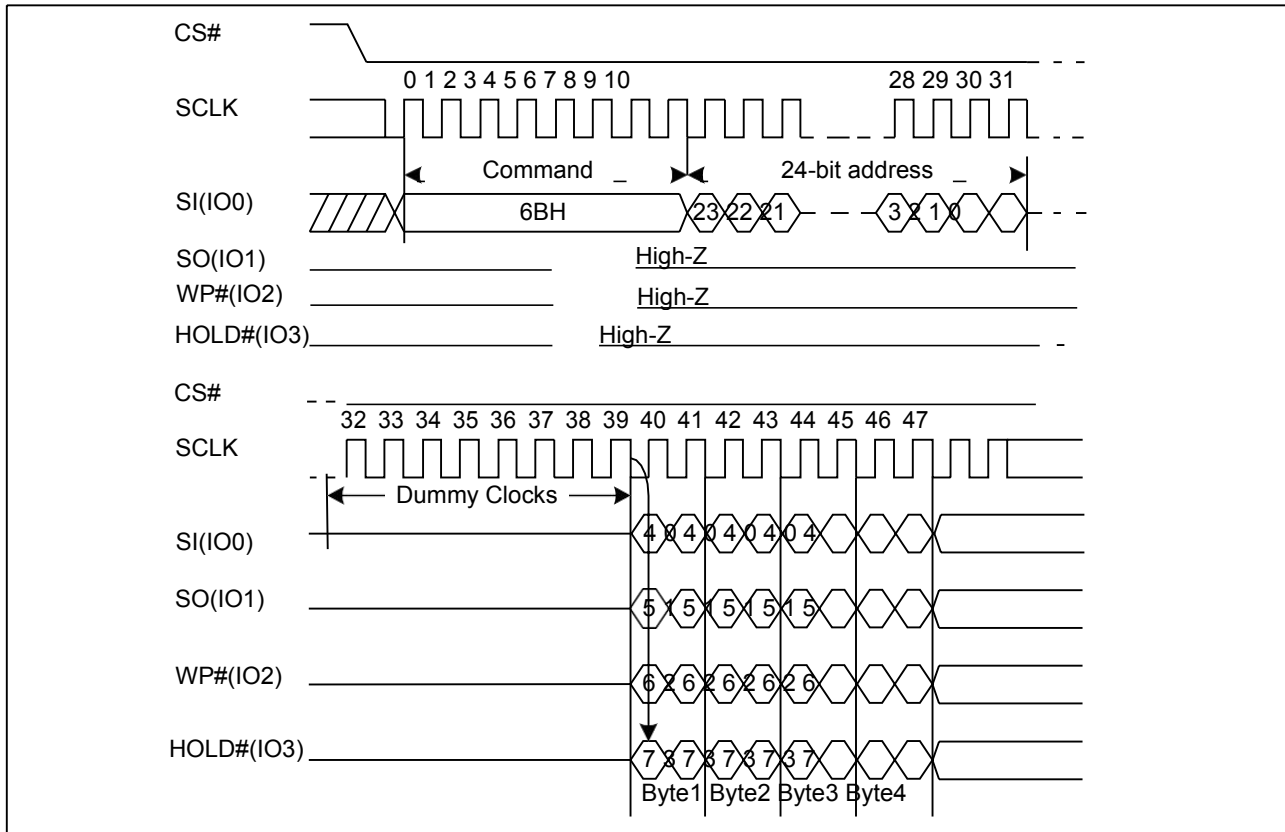 CS#
0 1 2 3 4 5 6 7 8 9 10 28 29 30 31
SCLK
Command 24-bit address
SI(IO0) 6BH 23 22 21 3 2 1 0
SO(IO1) High-Z
WP#(IO2) High-Z
HOLD#(IO3) High-Z
CS#
32 33 34 35 36 37 38 39 40 41 42 43 44 45 46 47
SCLK
Dummy Clocks
SI(IO0) 4 0 4 0 4 0 4 0 4
SO(IO1) 5 1 5 1 5 1 5 1 5
WP#(IO2) 6 2 6 2 6 2 6 2 6
HOLD#(IO3) 7 3 7 3 7 3 7 3 7
Byte1 Byte2 Byte3 Byte4